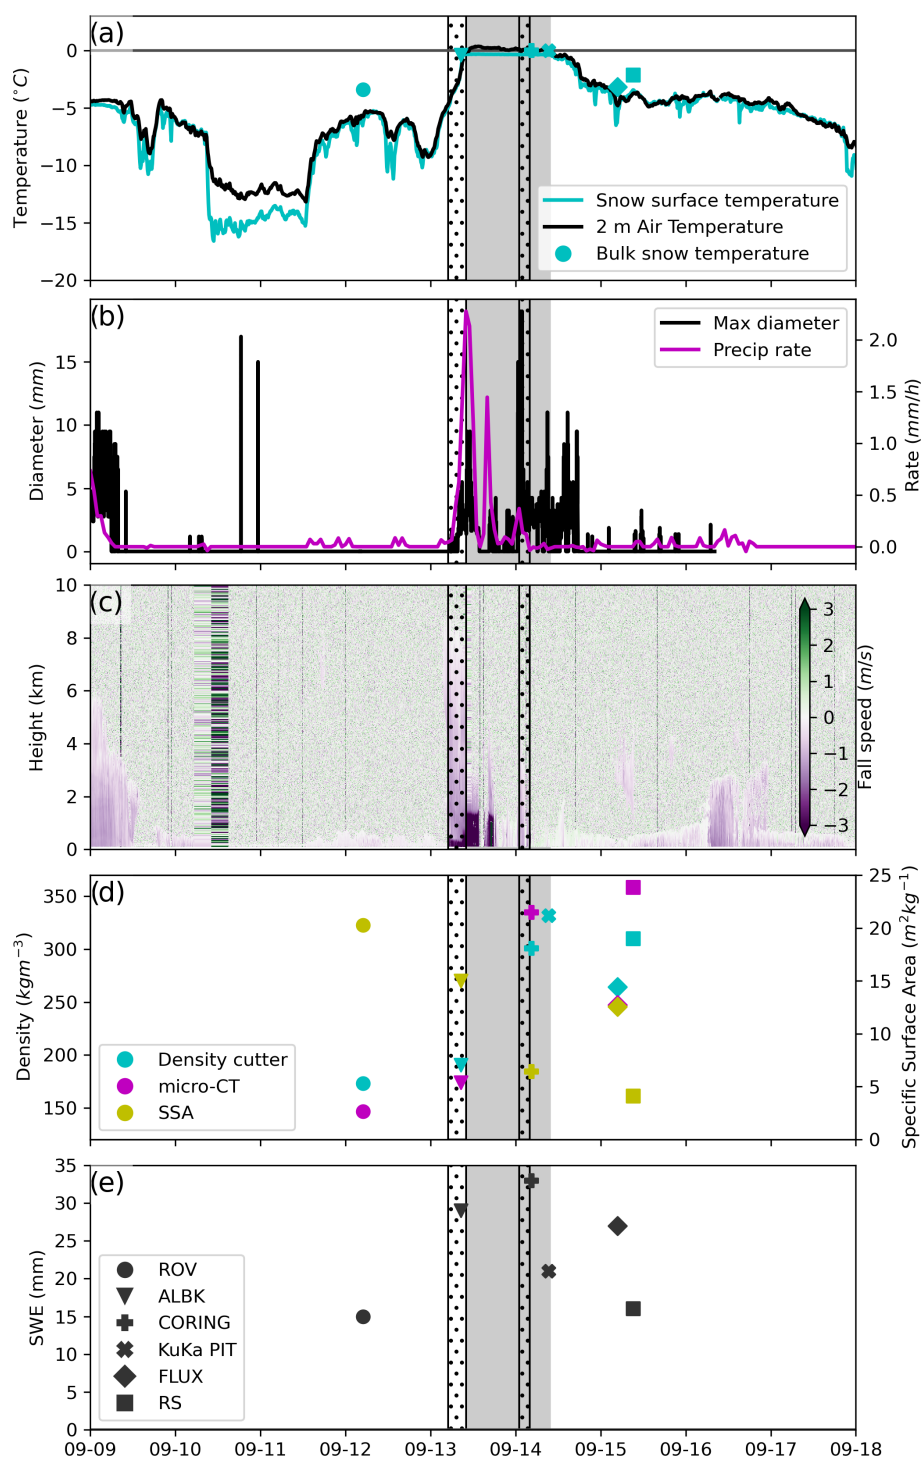 (a)
0
−5
−10
−15
−20
Temperature (°C)
Snow surface temperature
2 m Air Temperature
Bulk snow temperature
(b)
15
10
5
0
Diameter (mm)
Max diameter
Precip rate
2.0
1.5
1.0
0.5
0.0
Rate (mm/h)
(c)
10
8
6
4
2
0
Height (km)
3
2
1
0
−1
−2
−3
Fall speed (m/s)
(d)
350
300
250
200
150
Density (kgm⁻³)
Density cutter
micro-CT
SSA
25
20
15
10
5
0
Specific Surface Area (m²kg⁻¹)
(e)
35
30
25
20
15
10
5
0
SWE (mm)
ROV
ALBK
CORING
KuKa PIT
FLUX
RS
09-09 09-10 09-11 09-12 09-13 09-14 09-15 09-16 09-17 09-18